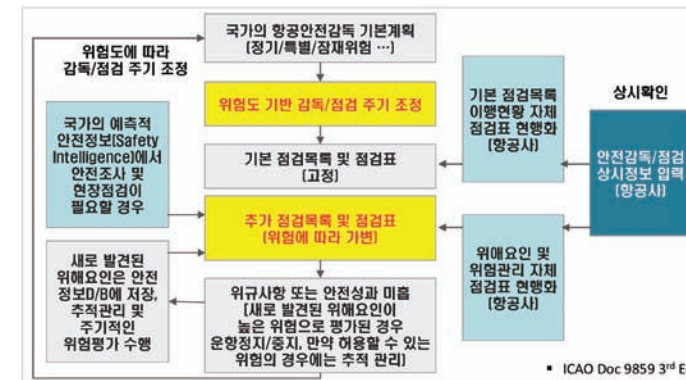 국가의 항공안전감독 기본계획
(정기/특별/잠재위험 …)
위험도에 따라
감독/점검 주기 조정
위험도 기반 감독/점검 주기 조정
기본 점검목록 및 점검표
(고정)
국가의 예측적
안전정보(Safety
Intelligence)에서
안전조사 및
현장점검이
필요할 경우
추가 점검목록 및 점검표
(위험에 따라 가변)
새로 발견된
위해요인은 안전
정보D/B에 저장,
추적관리 및
주기적인
위험평가 수행
위규사항 또는 안전성과 미흡
(새로 발견된 위해요인이
높은 위험으로 평가된 경우
운항정지/중지, 만약 허용할 수 있는
위험의 경우에는 추적 관리)
기본 점검목록
이행현황 자체
점검표 현행화
(항공사)
위해요인 및
위험관리 자체
점검표 현행화
(항공사)
상시확인
안전감독/점검
상시정보 입력
(항공사)
▪ ICAO Doc 9859 3rd E